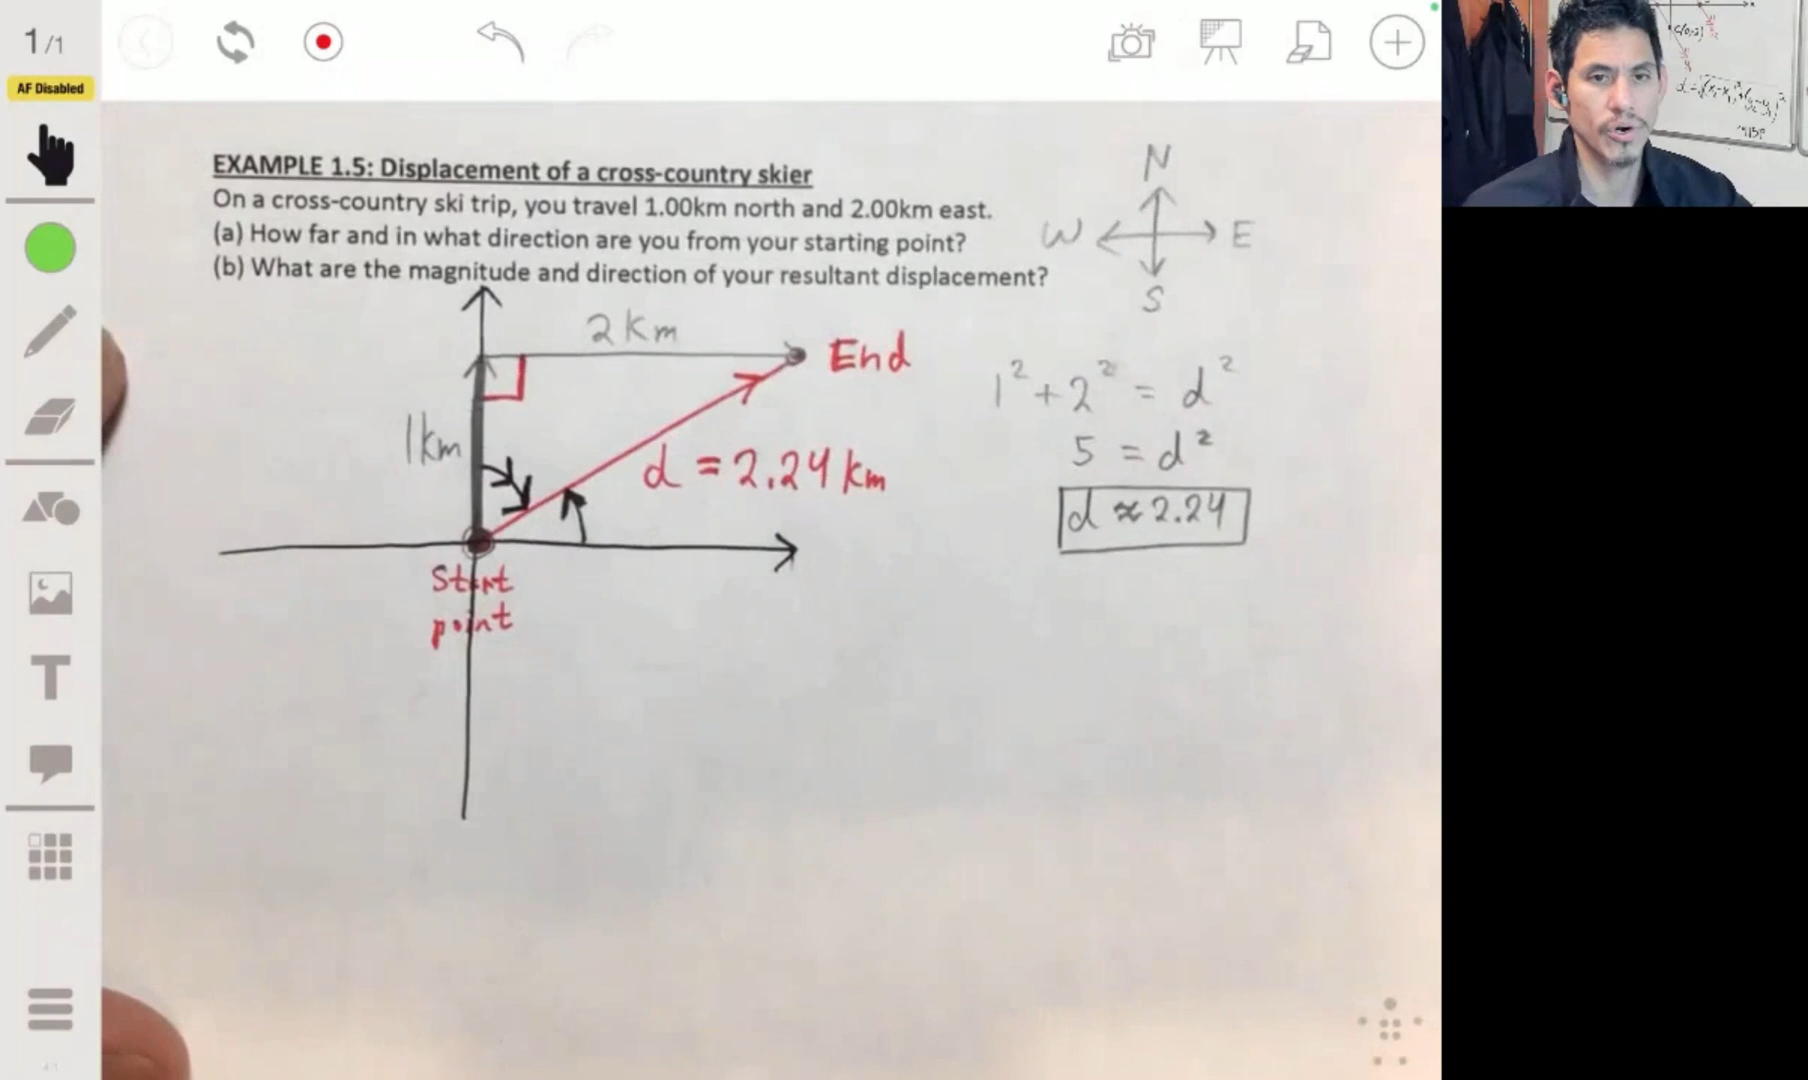 1/1
AF Disabled
EXAMPLE 1.5: Displacement of a cross-country skier
On a cross-country ski trip, you travel 1.00km north and 2.00km east.
(a) How far and in what direction are you from your starting point?
(b) What are the magnitude and direction of your resultant displacement?
N
W E
S
2 km
End
1km
d = 2.24 km
Start
point
1² + 2² = d²
5 = d²
d ≈ 2.24
T